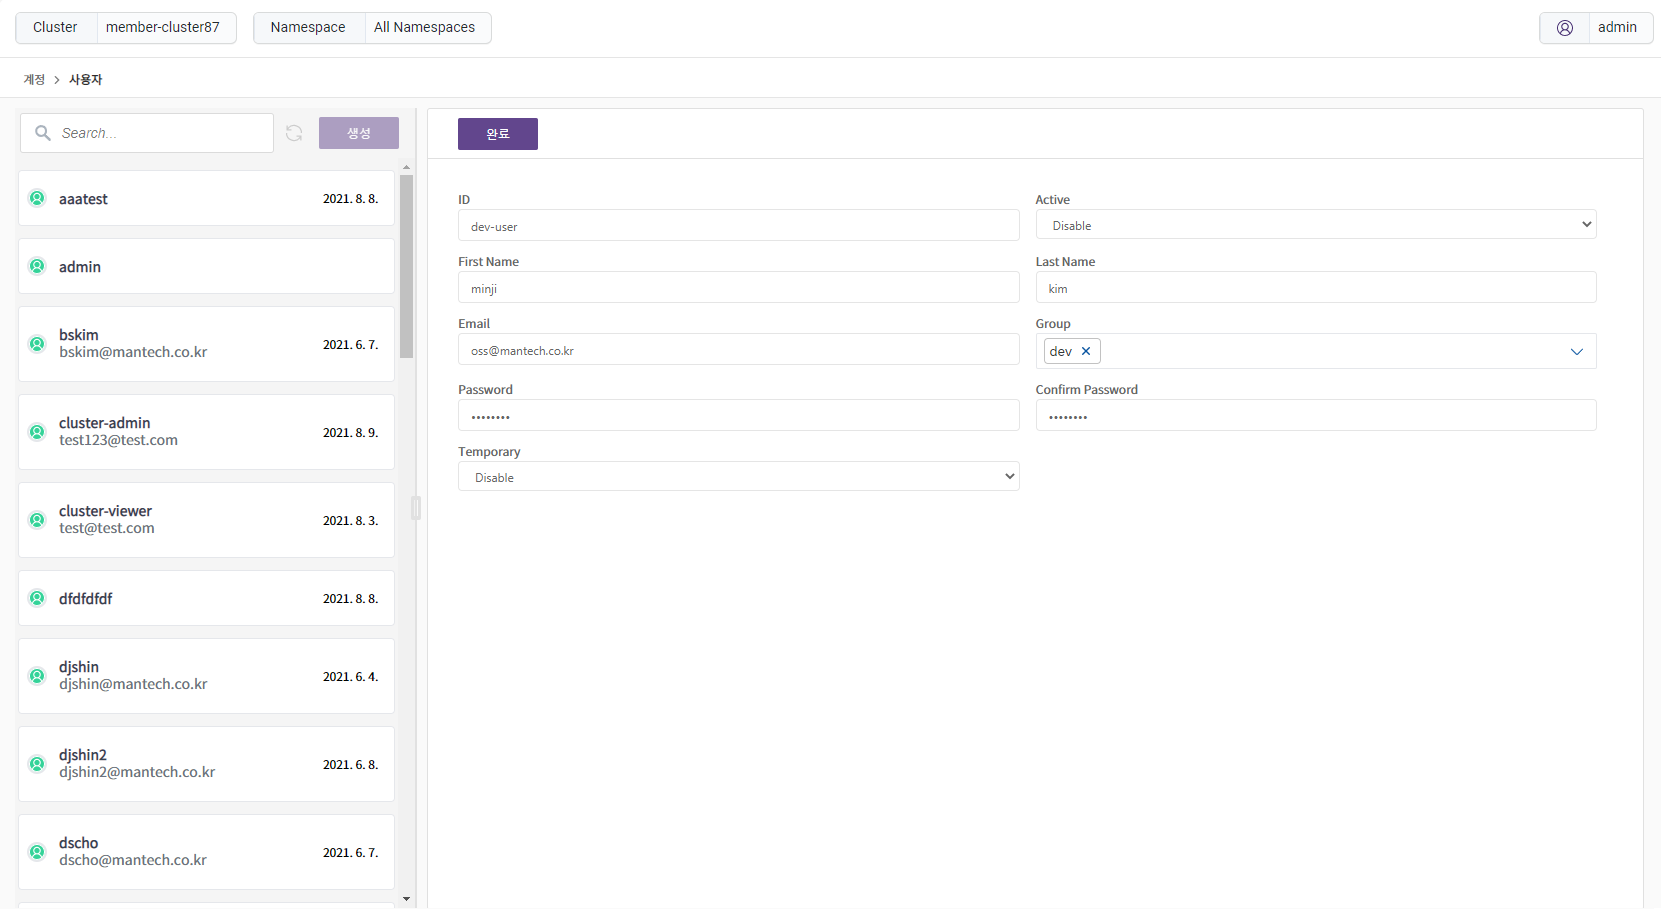 Cluster member-cluster87 Namespace All Namespaces admin
계정 > 사용자
Search... 생성
aaatest 2021. 8. 8.
admin
bskim
bskim@mantech.co.kr 2021. 6. 7.
cluster-admin
test123@test.com 2021. 8. 9.
cluster-viewer
test@test.com 2021. 8. 3.
dfdfdfdf 2021. 8. 8.
djshin
djshin@mantech.co.kr 2021. 6. 4.
djshin2
djshin2@mantech.co.kr 2021. 6. 8.
dscho
dscho@mantech.co.kr 2021. 6. 7.
완료
ID Active
dev-user Disable
First Name Last Name
minji kim
Email Group
oss@mantech.co.kr dev ×
Password Confirm Password
•••••••• ••••••••
Temporary
Disable